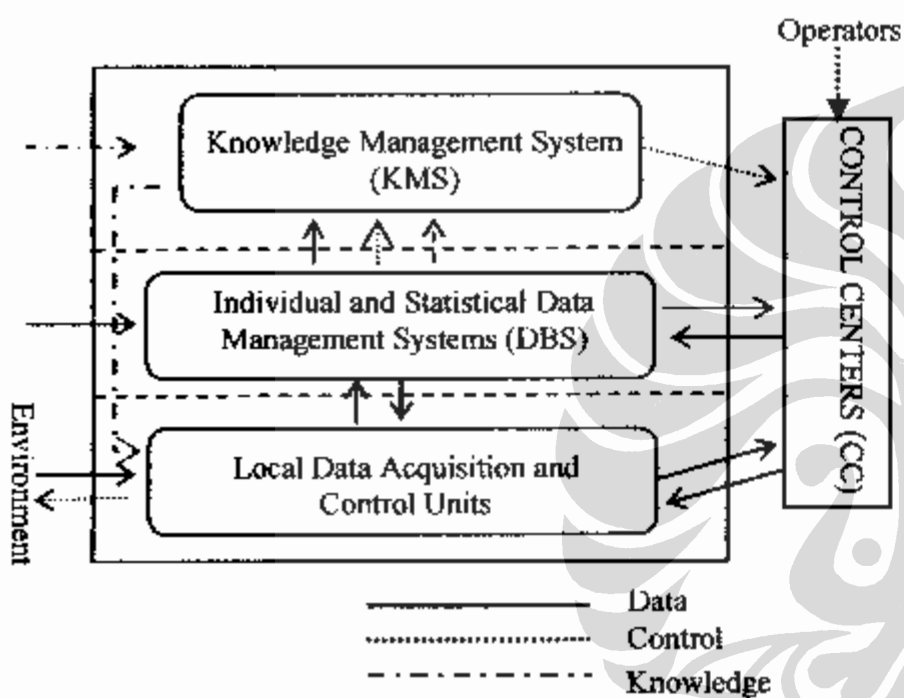 Operators
Knowledge Management System
(KMS)
CONTROL CENTERS (CC)
Individual and Statistical Data
Management Systems (DBS)
Environment
Local Data Acquisition and
Control Units
Data
Control
Knowledge